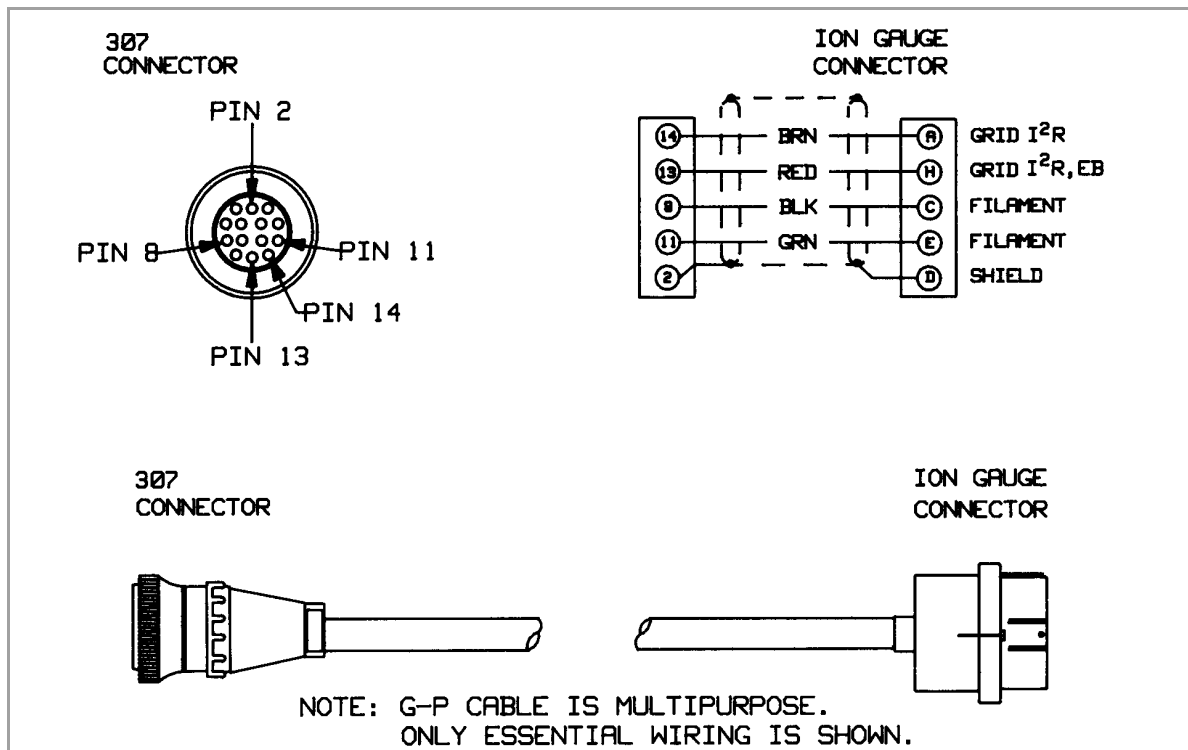 307
CONNECTOR
PIN 2
PIN 8
PIN 11
PIN 14
PIN 13
ION GAUGE
CONNECTOR
14 BRN A GRID I²R
13 RED H GRID I²R,EB
8 BLK C FILAMENT
11 GRN E FILAMENT
2 D SHIELD
307
CONNECTOR
ION GAUGE
CONNECTOR
NOTE: G-P CABLE IS MULTIPURPOSE.
ONLY ESSENTIAL WIRING IS SHOWN.